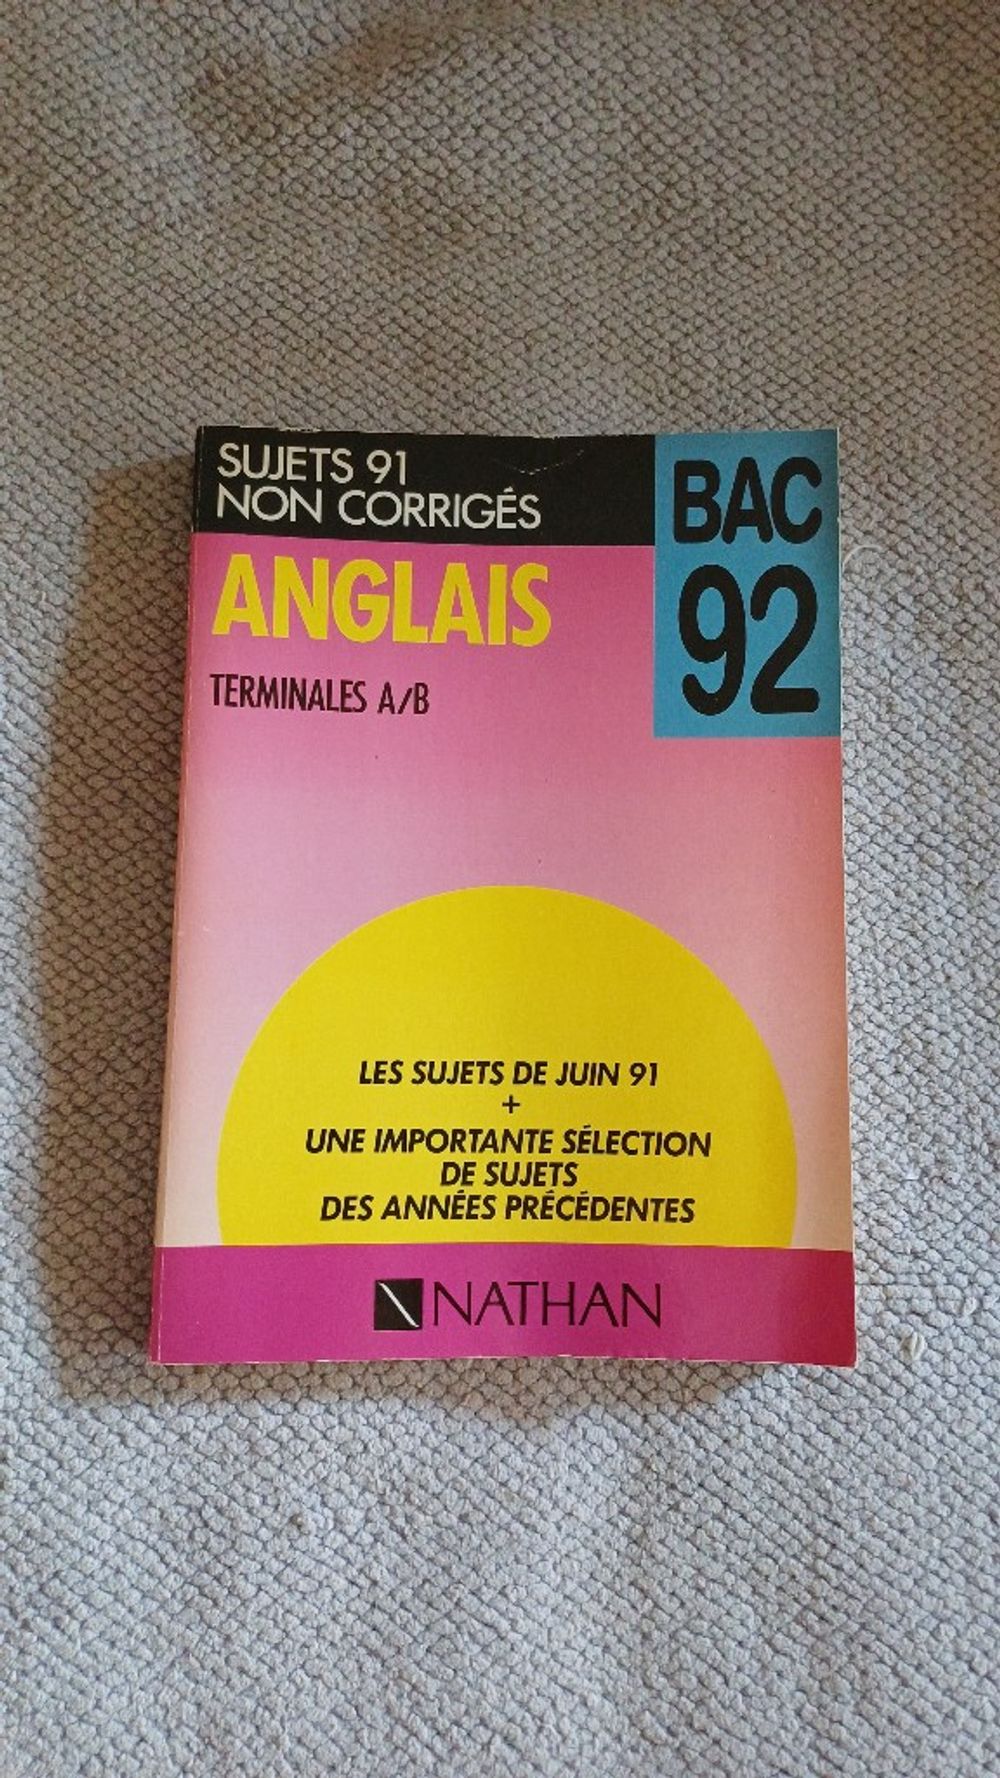 SUJETS 91
NON CORRIGÉS
BAC
92
ANGLAIS
TERMINALES A/B
LES SUJETS DE JUIN 91
+
UNE IMPORTANTE SÉLECTION
DE SUJETS
DES ANNÉES PRÉCÉDENTES
NATHAN